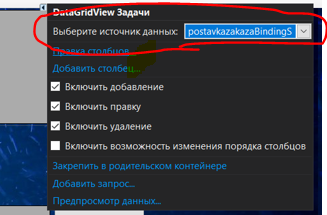 DataGridView Задачи
Выберите источник данных: postavkazakazaBindingS
Правка столбцов...
Добавить столбец...
Включить добавление
Включить правку
Включить удаление
Включить возможность изменения порядка столбцов
Закрепить в родительском контейнере
Добавить запрос...
Предпросмотр данных...